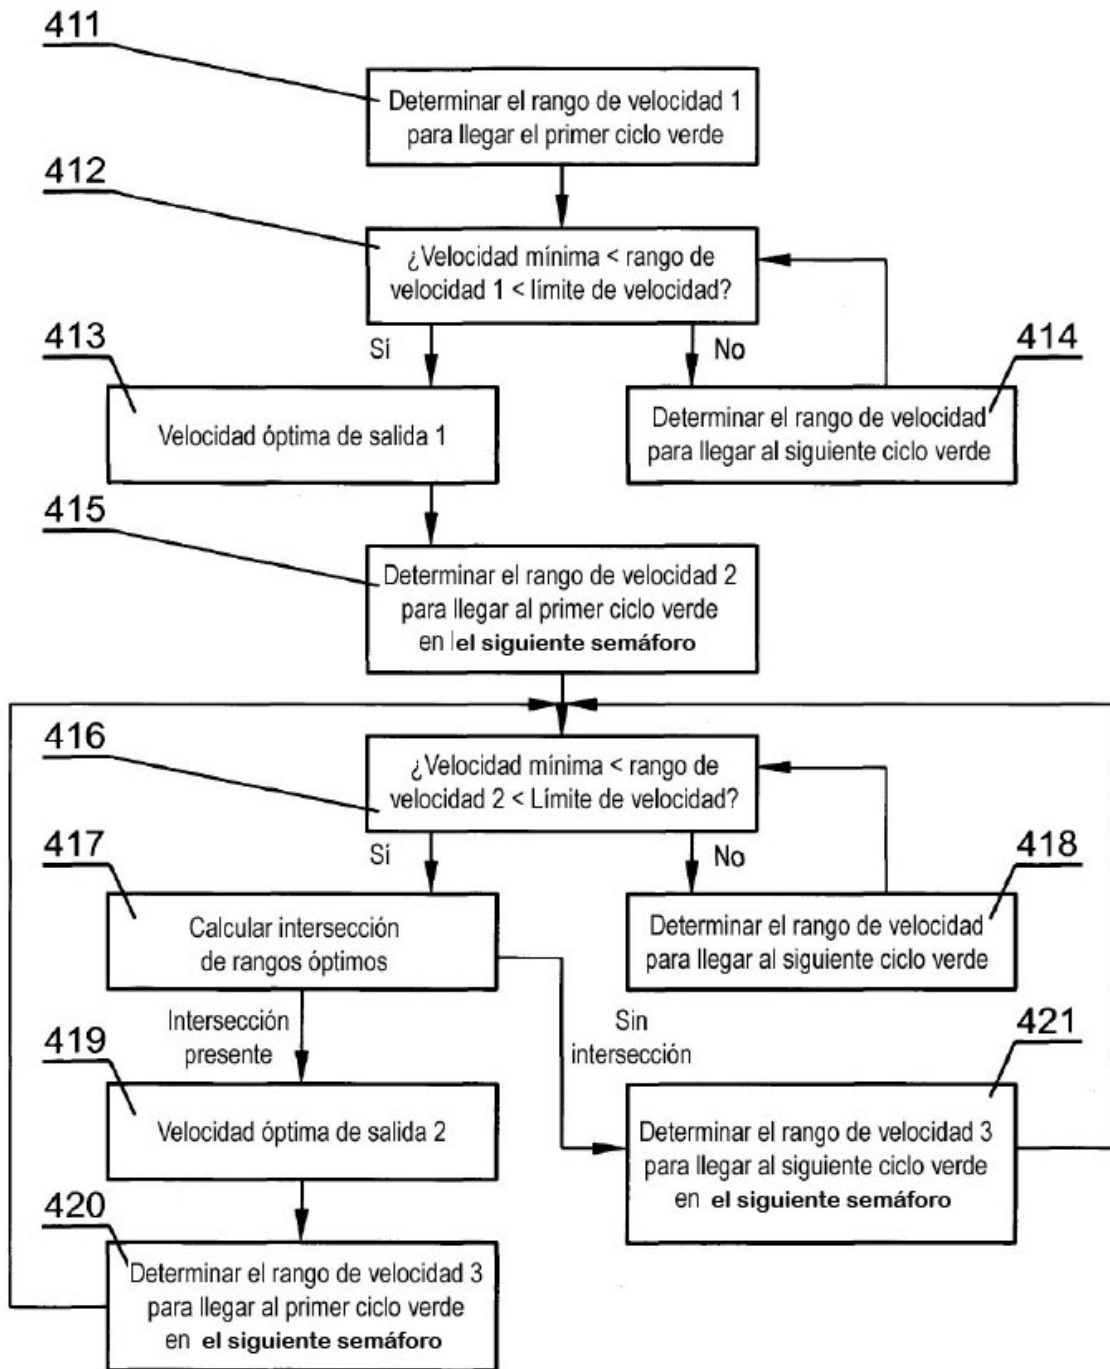 411
Determinar el rango de velocidad 1
para llegar el primer ciclo verde
412
¿Velocidad mínima < rango de
velocidad 1 < límite de velocidad?
Sí
No
413
Velocidad óptima de salida 1
414
Determinar el rango de velocidad
para llegar al siguiente ciclo verde
415
Determinar el rango de velocidad 2
para llegar al primer ciclo verde
en el siguiente semáforo
416
¿Velocidad mínima < rango de
velocidad 2 < Límite de velocidad?
Sí
No
417
Calcular intersección
de rangos óptimos
418
Determinar el rango de velocidad
para llegar al siguiente ciclo verde
Intersección
presente
Sin
intersección
419
Velocidad óptima de salida 2
421
Determinar el rango de velocidad 3
para llegar al siguiente ciclo verde
en el siguiente semáforo
420
Determinar el rango de velocidad 3
para llegar al primer ciclo verde
en el siguiente semáforo